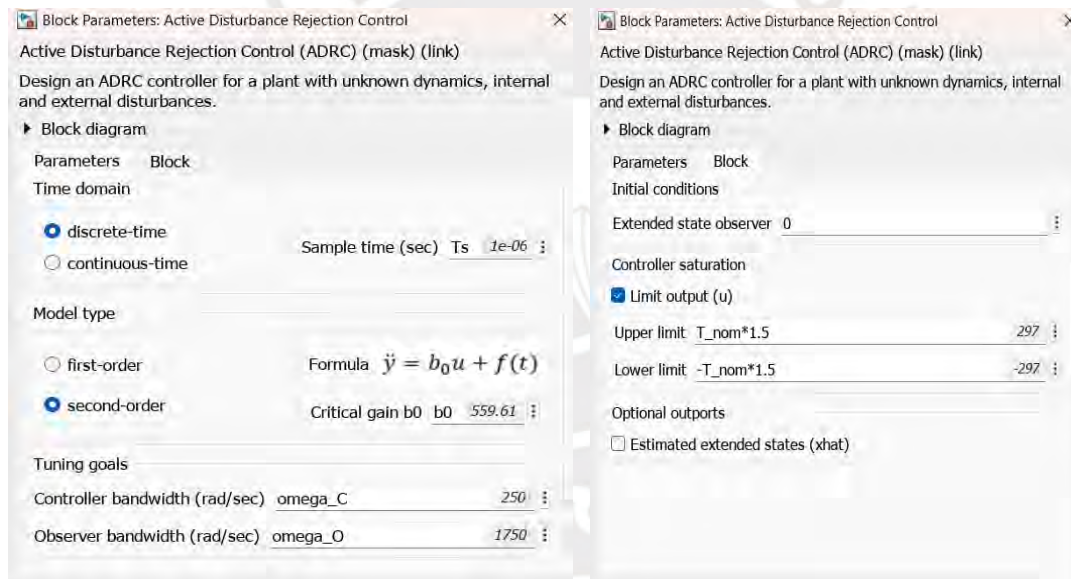 Block Parameters: Active Disturbance Rejection Control
Active Disturbance Rejection Control (ADRC) (mask) (link)
Design an ADRC controller for a plant with unknown dynamics, internal
and external disturbances.
Block diagram
Parameters Block
Time domain
discrete-time
continuous-time
Sample time (sec) Ts 1e-06
Model type
first-order
second-order
Formula ÿ = b₀u + f(t)
Critical gain b0 b0 559.61
Tuning goals
Controller bandwidth (rad/sec) omega_C 250
Observer bandwidth (rad/sec) omega_O 1750
Block Parameters: Active Disturbance Rejection Control
Active Disturbance Rejection Control (ADRC) (mask) (link)
Design an ADRC controller for a plant with unknown dynamics, internal
and external disturbances.
Block diagram
Parameters Block
Initial conditions
Extended state observer 0
Controller saturation
Limit output (u)
Upper limit T_nom*1.5 297
Lower limit -T_nom*1.5 -297
Optional outports
Estimated extended states (xhat)